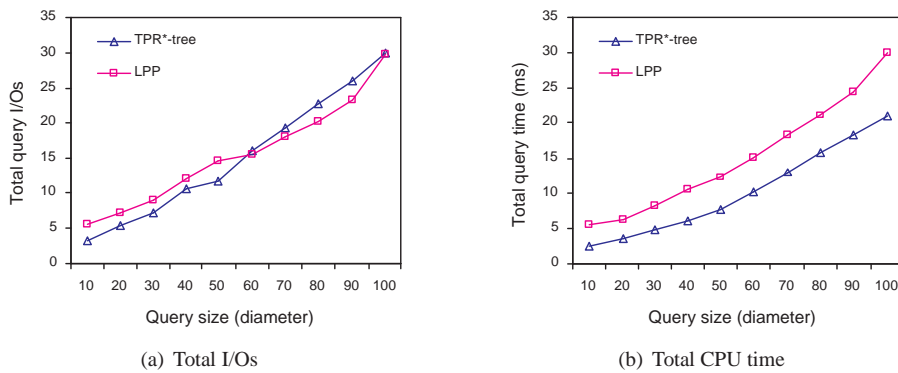 35
30
25
20
15
10
5
0
Total query I/Os
TPR*-tree
LPP
10 20 30 40 50 60 70 80 90 100
Query size (diameter)
(a) Total I/Os
35
30
25
20
15
10
5
0
Total query time (ms)
TPR*-tree
LPP
10 20 30 40 50 60 70 80 90 100
Query size (diameter)
(b) Total CPU time